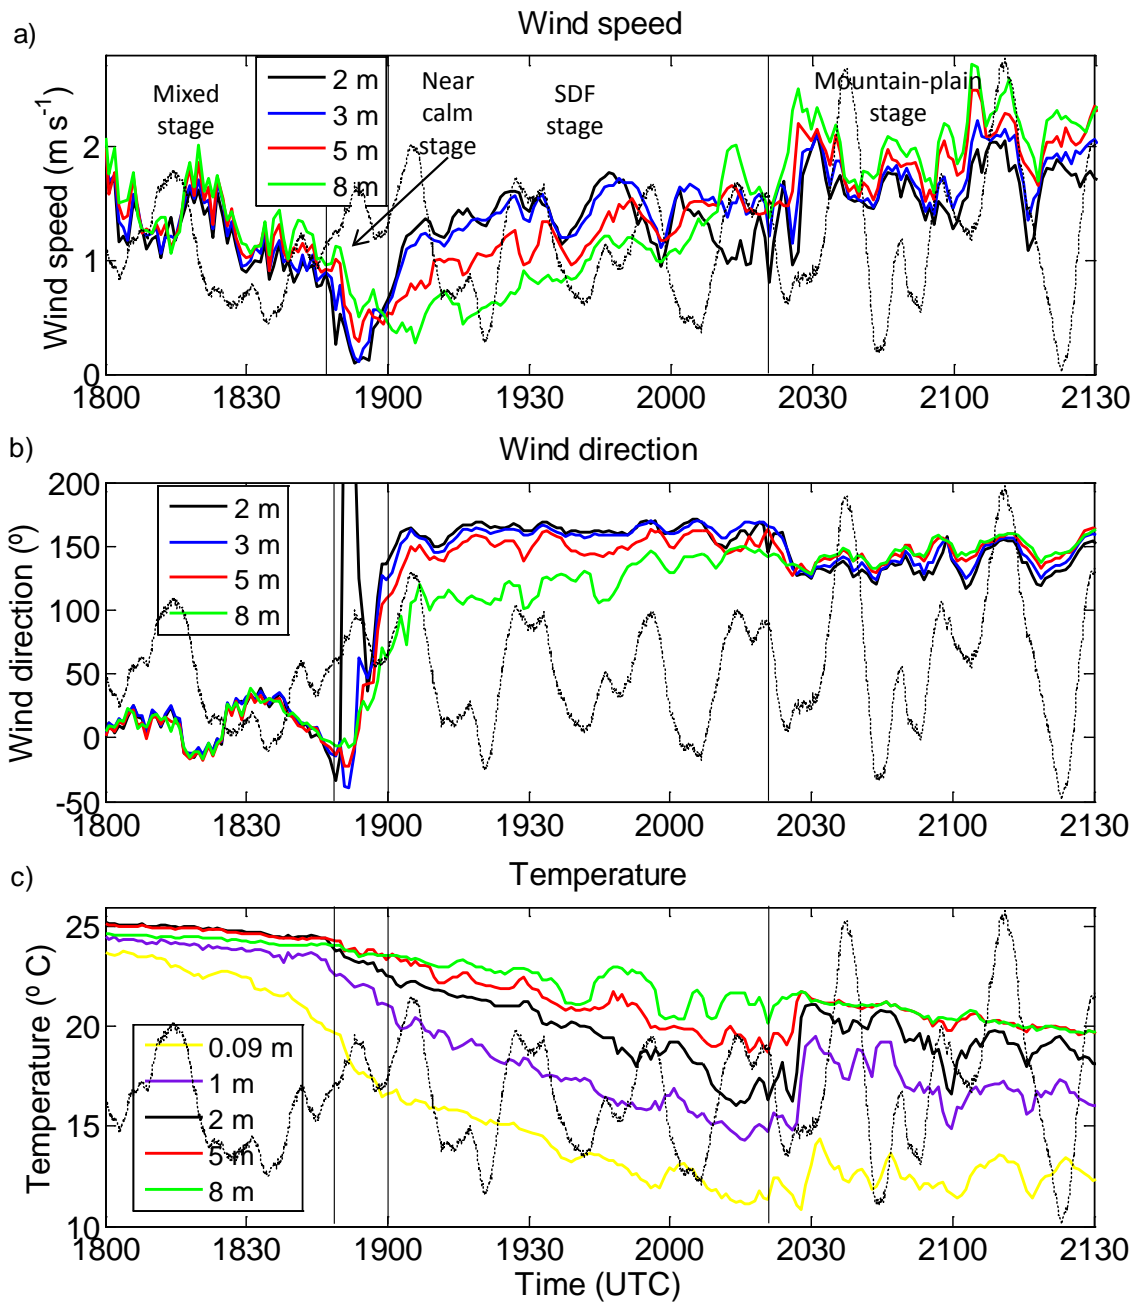 Wind speed
a)
Mixed
stage
2 m
3 m
5 m
8 m
Near
calm
stage
SDF
stage
Mountain-plain
stage
Wind speed (m s-1)
2
1
0
1800 1830 1900 1930 2000 2030 2100 2130
b)
Wind direction
2 m
3 m
5 m
8 m
Wind direction (º)
200
150
100
50
0
-50
1800 1830 1900 1930 2000 2030 2100 2130
c)
Temperature
0.09 m
1 m
2 m
5 m
8 m
Temperature (º C)
25
20
15
10
1800 1830 1900 1930 2000 2030 2100 2130
Time (UTC)